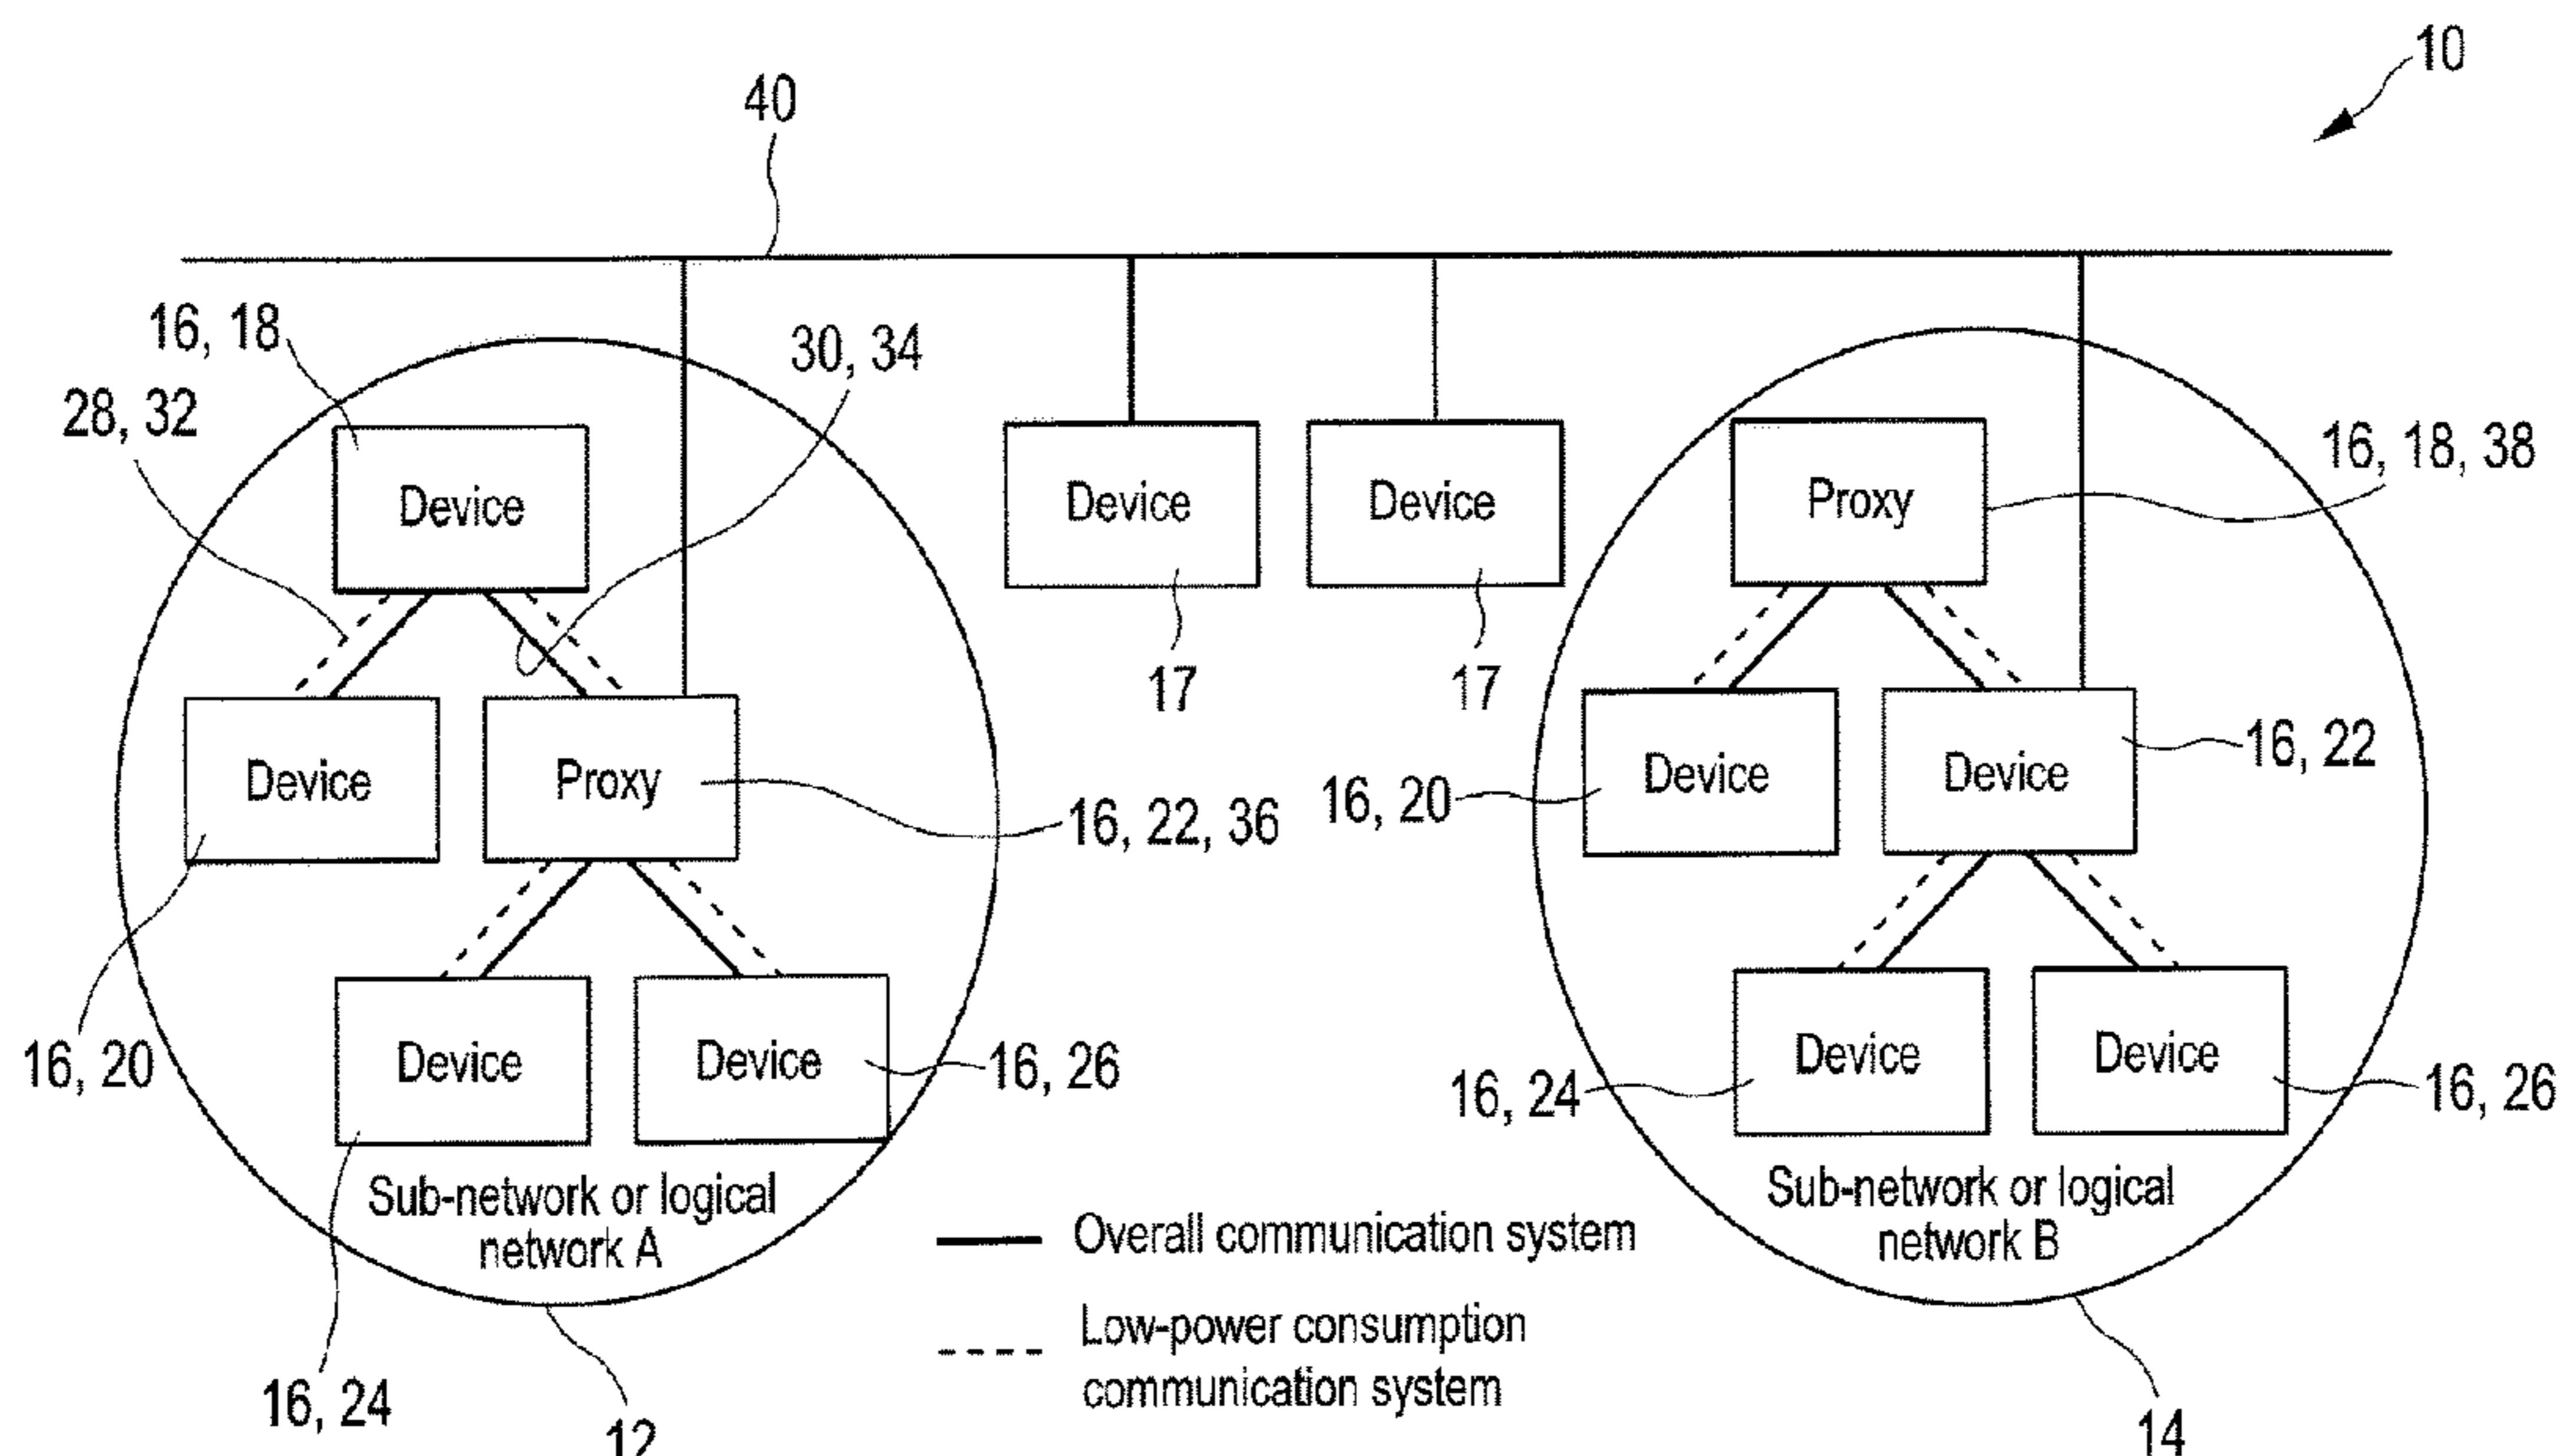 10
40
16, 18
30, 34
28, 32
16, 18, 38
Device
Device
Device
Proxy
17
17
Device
Proxy
16, 22, 36
16, 20
Device
Device
16, 22
16, 20
Device
Device
16, 26
16, 24
Device
Device
16, 26
Sub-network or logical
network A
Sub-network or logical
network B
Overall communication system
Low-power consumption
communication system
16, 24
12
14